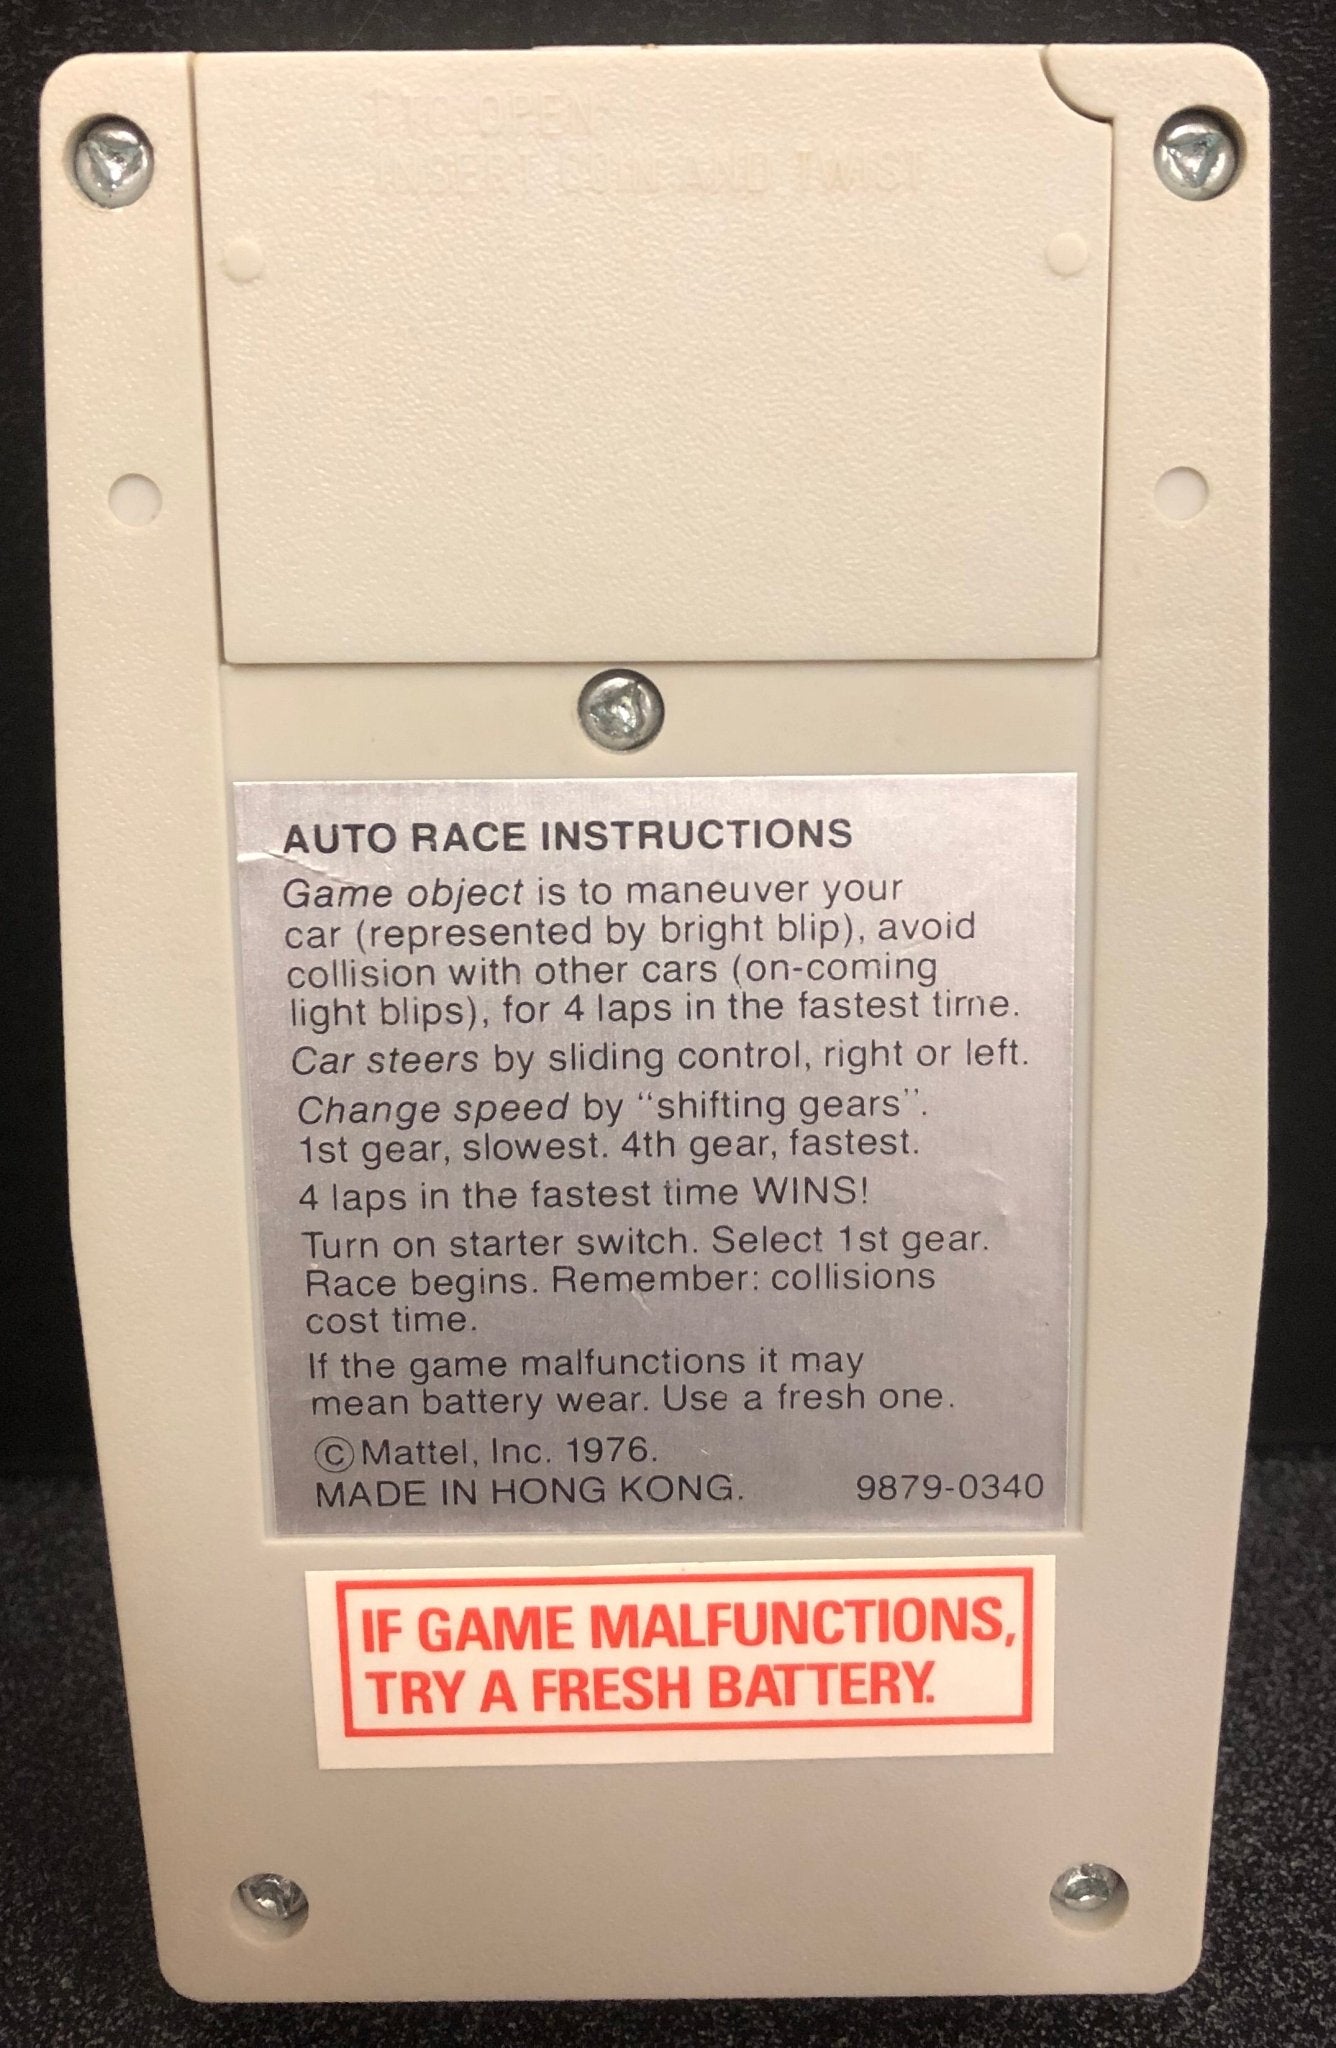 TO OPEN
INSERT COIN AND TWIST
AUTO RACE INSTRUCTIONS
Game object is to maneuver your
car (represented by bright blip), avoid
collision with other cars (on-coming
light blips), for 4 laps in the fastest time.
Car steers by sliding control, right or left.
Change speed by "shifting gears".
1st gear, slowest. 4th gear, fastest.
4 laps in the fastest time WINS!
Turn on starter switch. Select 1st gear.
Race begins. Remember: collisions
cost time.
If the game malfunctions it may
mean battery wear. Use a fresh one.
©Mattel, Inc. 1976.
MADE IN HONG KONG. 9879-0340
IF GAME MALFUNCTIONS,
TRY A FRESH BATTERY.